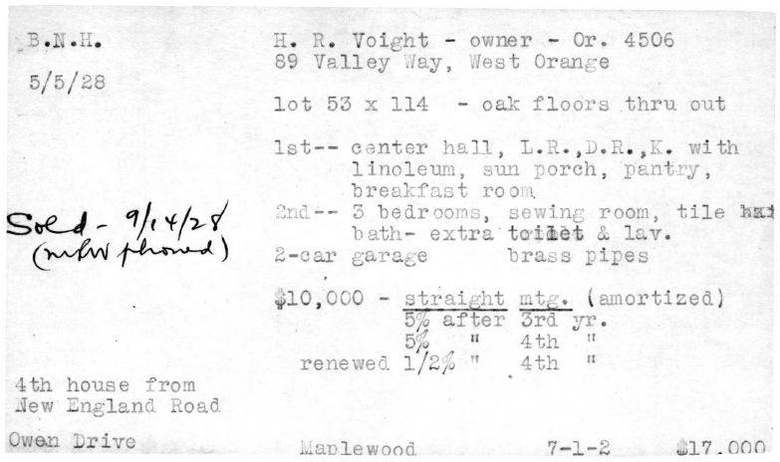 B.N.H.
5/5/28
H. R. Voight - owner - Or. 4506
89 Valley Way, West Orange
lot 53 x 114 - oak floors thru out
1st-- center hall, L.R.,D.R.,K. with
linoleum, sun porch, pantry,
breakfast room
2nd-- 3 bedrooms, sewing room, tile
bath- extra toilet & lav.
2-car garage brass pipes
Sold - 9/14/28
(mrw phoned)
$10,000 - straight mtg. (amortized)
5% after 3rd yr.
5% " 4th "
renewed 1/2% " 4th "
4th house from
New England Road
Owen Drive
Maplewood 7-1-2 $17.000